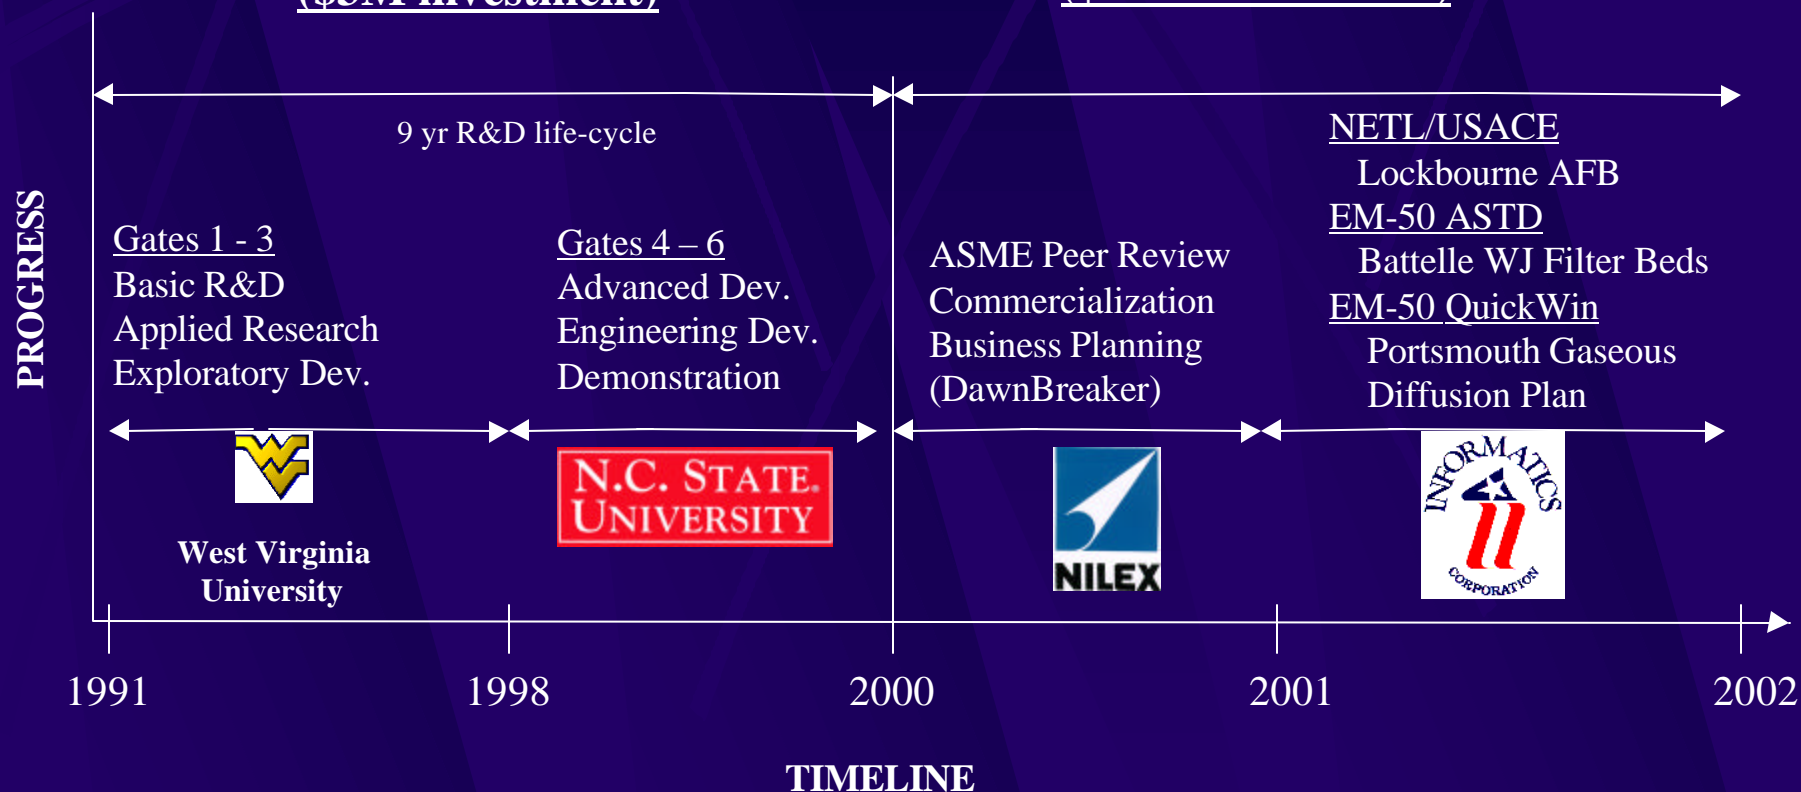 ($3M investment)
9 yr R&D life-cycle
PROGRESS
Gates 1 - 3
Basic R&D
Applied Research
Exploratory Dev.
West Virginia
University
Gates 4 – 6
Advanced Dev.
Engineering Dev.
Demonstration
N.C. STATE
UNIVERSITY
ASME Peer Review
Commercialization
Business Planning
(DawnBreaker)
NILEX
NETL/USACE
Lockbourne AFB
EM-50 ASTD
Battelle WJ Filter Beds
EM-50 QuickWin
Portsmouth Gaseous
Diffusion Plan
INFORMATICS
CORPORATION
1991
1998
2000
2001
2002
TIMELINE